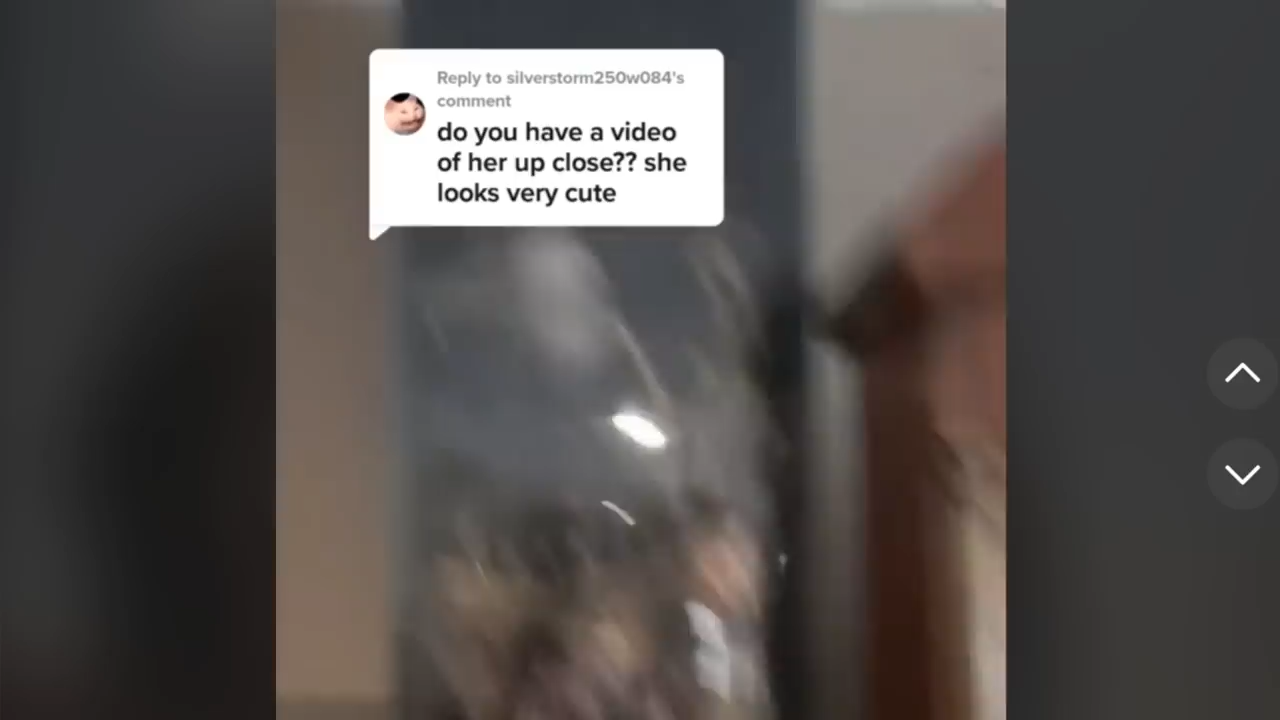 Reply to silverstorm250w084's
comment
do you have a video
of her up close?? she
looks very cute